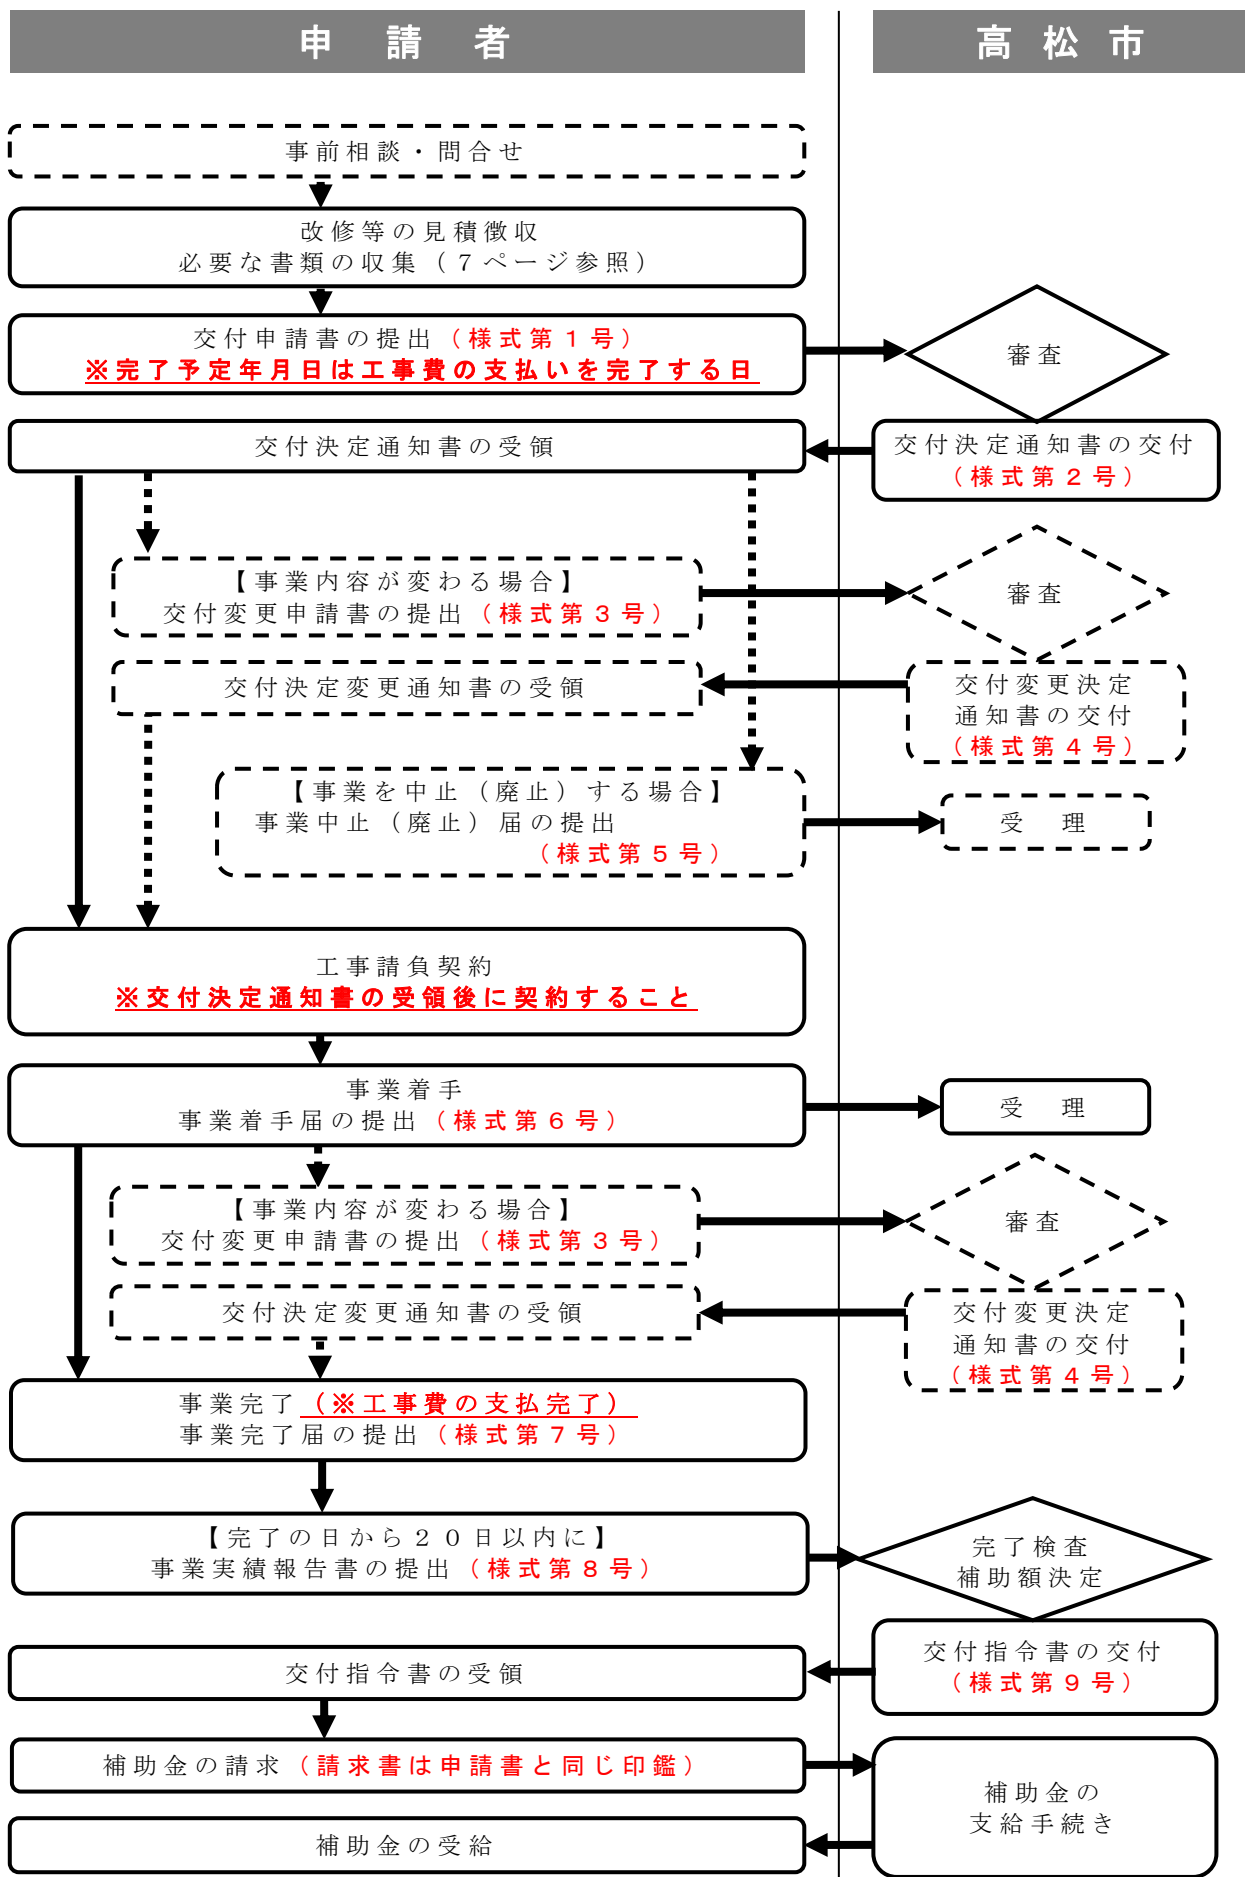 申請者
高松市
事前相談・問合せ
改修等の見積徴収
必要な書類の収集（７ページ参照）
交付申請書の提出（様式第１号）
※完了予定年月日は工事費の支払いを完了する日
審査
交付決定通知書の受領
交付決定通知書の交付
（様式第２号）
【事業内容が変わる場合】
交付変更申請書の提出（様式第３号）
審査
交付決定変更通知書の受領
交付変更決定
通知書の交付
（様式第４号）
【事業を中止（廃止）する場合】
事業中止（廃止）届の提出
（様式第５号）
受理
工事請負契約
※交付決定通知書の受領後に契約すること
事業着手
事業着手届の提出（様式第６号）
受理
【事業内容が変わる場合】
交付変更申請書の提出（様式第３号）
審査
交付決定変更通知書の受領
交付変更決定
通知書の交付
（様式第４号）
事業完了（※工事費の支払完了）
事業完了届の提出（様式第７号）
【完了の日から２０日以内に】
事業実績報告書の提出（様式第８号）
完了検査
補助額決定
交付指令書の受領
交付指令書の交付
（様式第９号）
補助金の請求（請求書は申請書と同じ印鑑）
補助金の
支給手続き
補助金の受給